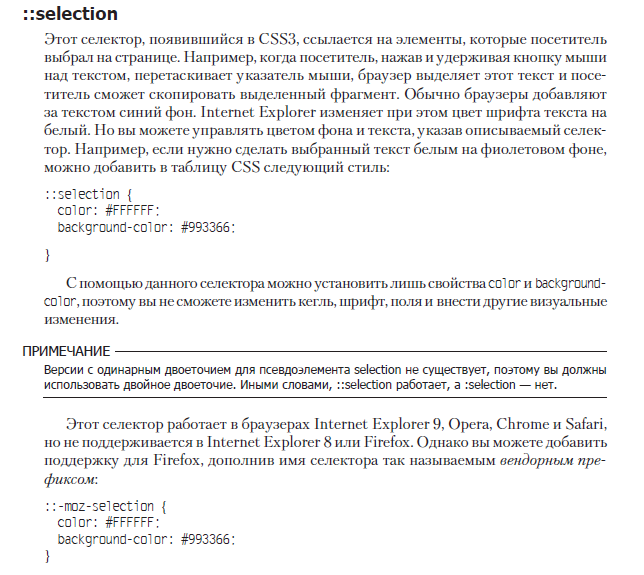 ::selection
Этот селектор, появившийся в CSS3, ссылается на элементы, которые посетитель
выбрал на странице. Например, когда посетитель, нажав и удерживая кнопку мыши
над текстом, перетаскивает указатель мыши, браузер выделяет этот текст и посе-
титель сможет скопировать выделенный фрагмент. Обычно браузеры добавляют
за текстом синий фон. Internet Explorer изменяет при этом цвет шрифта текста на
белый. Но вы можете управлять цветом фона и текста, указав описываемый селек-
тор. Например, если нужно сделать выбранный текст белым на фиолетовом фоне,
можно добавить в таблицу CSS следующий стиль:
::selection {
color: #FFFFFF;
background-color: #993366;
}
С помощью данного селектора можно установить лишь свойства color и background-
color, поэтому вы не сможете изменить кегль, шрифт, поля и внести другие визуальные
изменения.
ПРИМЕЧАНИЕ
Версии с одинарным двоеточием для псевдоэлемента selection не существует, поэтому вы должны
использовать двойное двоеточие. Иными словами, ::selection работает, а :selection — нет.
Этот селектор работает в браузерах Internet Explorer 9, Opera, Chrome и Safari,
но не поддерживается в Internet Explorer 8 или Firefox. Однако вы можете добавить
поддержку для Firefox, дополнив имя селектора так называемым вендорным пре-
фиксом:
::-moz-selection {
color: #FFFFFF;
background-color: #993366;
}